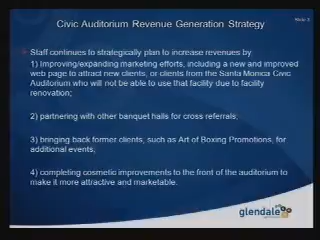 Slide 3
Civic Auditorium Revenue Generation Strategy
Staff continues to strategically plan to increase revenues by
1) Improving/expanding marketing efforts, including a new and improved
web page to attract new clients, or clients from the Santa Monica Civic
Auditorium who will not be able to use that facility due to facility
renovation;
2) partnering with other banquet halls for cross referrals;
3) bringing back former clients, such as Art of Boxing Promotions, for
additional events;
4) completing cosmetic improvements to the front of the auditorium to
make it more attractive and marketable.
glendale